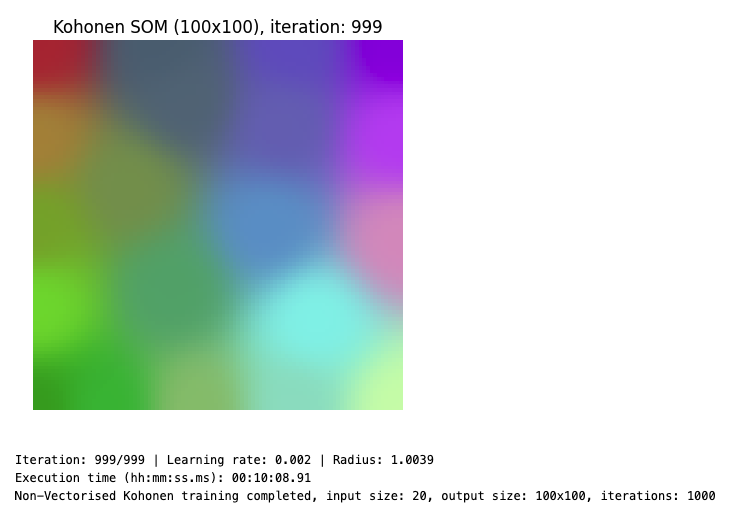 Kohonen SOM (100x100), iteration: 999
Iteration: 999/999 | Learning rate: 0.002 | Radius: 1.0039
Execution time (hh:mm:ss.ms): 00:10:08.91
Non-Vectorised Kohonen training completed, input size: 20, output size: 100x100, iterations: 1000